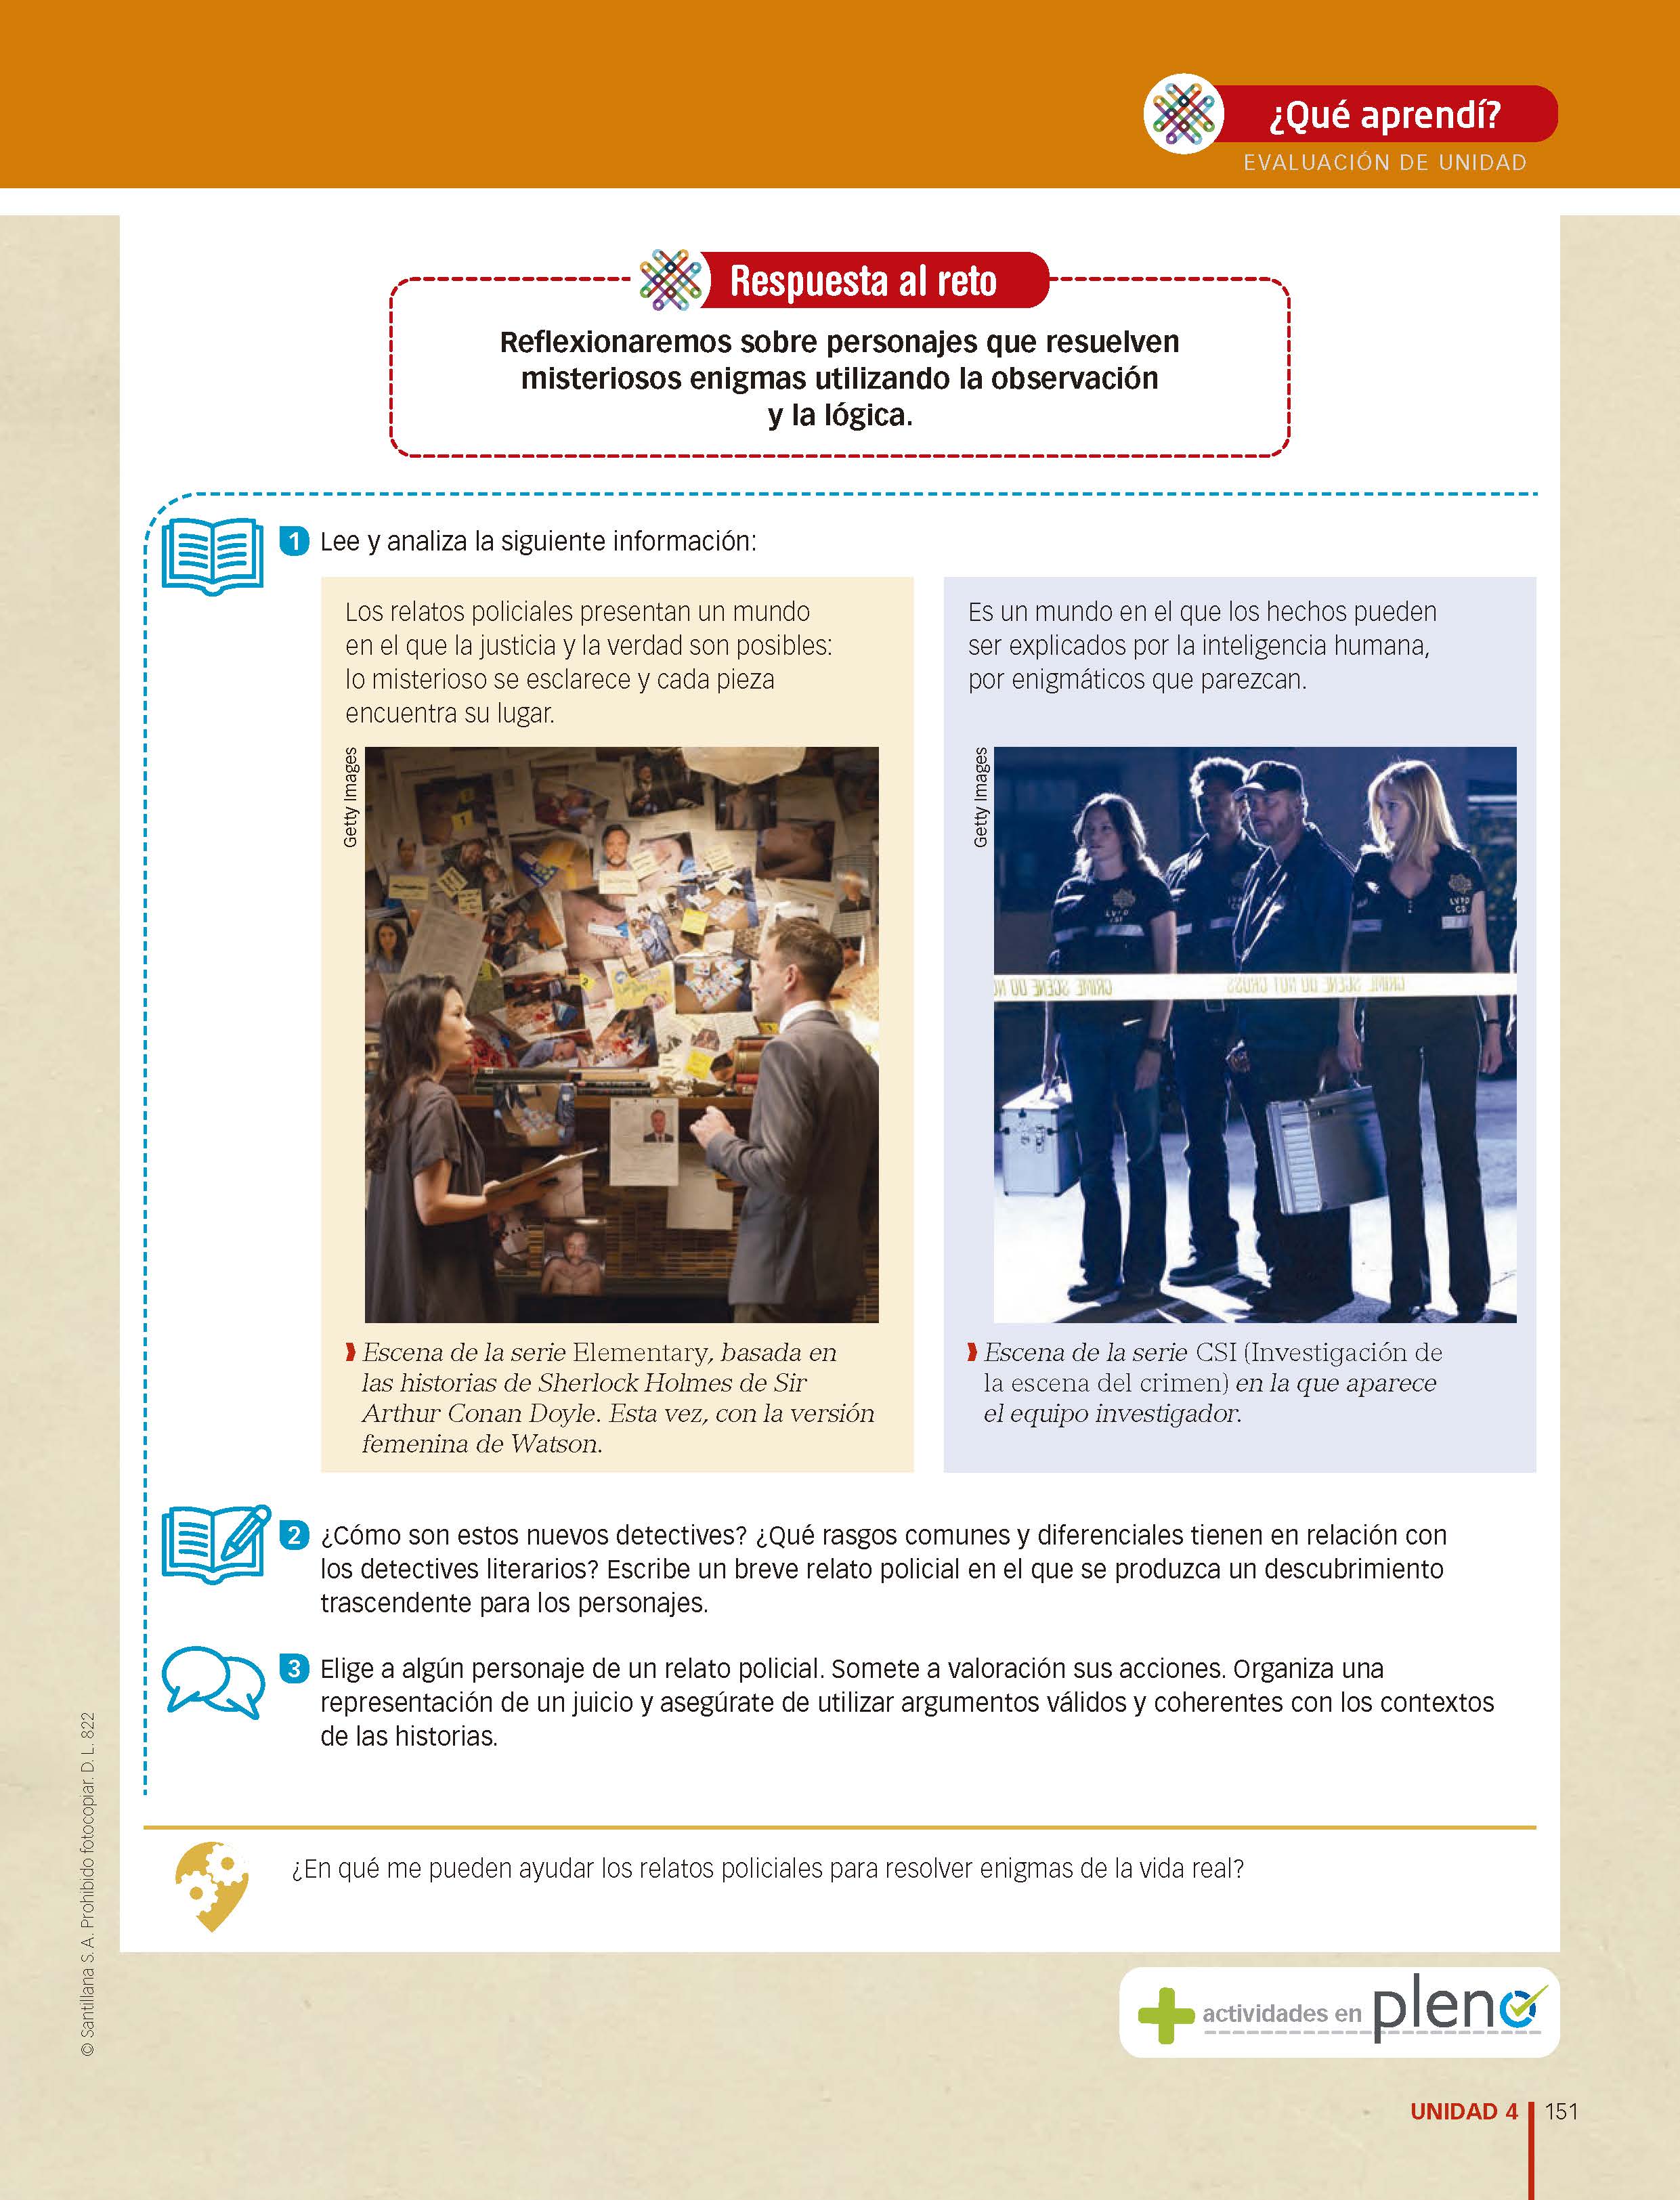 ¿Qué aprendí?
EVALUACIÓN DE UNIDAD
Respuesta al reto
Reflexionaremos sobre personajes que resuelven
misteriosos enigmas utilizando la observación
y la lógica.
1 Lee y analiza la siguiente información:
Los relatos policiales presentan un mundo
en el que la justicia y la verdad son posibles:
lo misterioso se esclarece y cada pieza
encuentra su lugar.
Getty Images
Escena de la serie Elementary, basada en
las historias de Sherlock Holmes de Sir
Arthur Conan Doyle. Esta vez, con la versión
femenina de Watson.
Es un mundo en el que los hechos pueden
ser explicados por la inteligencia humana,
por enigmáticos que parezcan.
Getty Images
LVPD
CSI
CRIME SCENE DO NOT CROSS
Escena de la serie CSI (Investigación de
la escena del crimen) en la que aparece
el equipo investigador.
2 ¿Cómo son estos nuevos detectives? ¿Qué rasgos comunes y diferenciales tienen en relación con
los detectives literarios? Escribe un breve relato policial en el que se produzca un descubrimiento
trascendente para los personajes.
3 Elige a algún personaje de un relato policial. Somete a valoración sus acciones. Organiza una
representación de un juicio y asegúrate de utilizar argumentos válidos y coherentes con los contextos
de las historias.
¿En qué me pueden ayudar los relatos policiales para resolver enigmas de la vida real?
© Santillana S. A. Prohibido fotocopiar. D. L. 822
actividades en pleno
UNIDAD 4 151